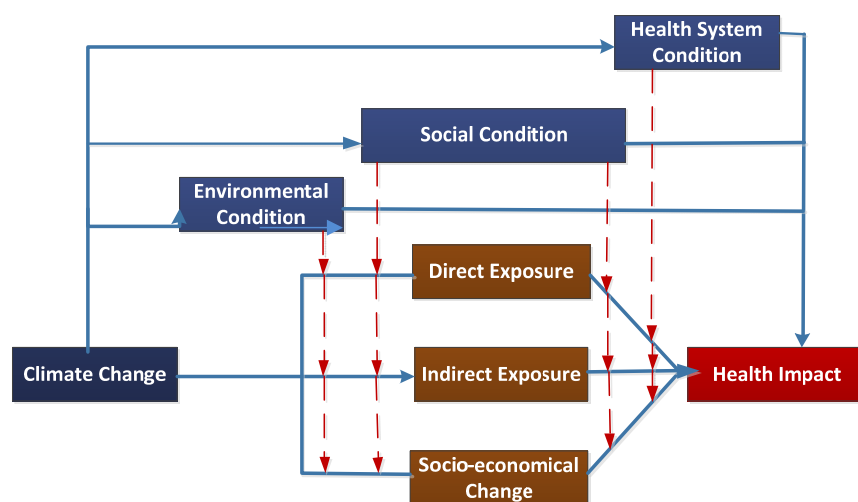 Health System
Condition
Social Condition
Environmental
Condition
Direct Exposure
Climate Change
Indirect Exposure
Health Impact
Socio-economical
Change